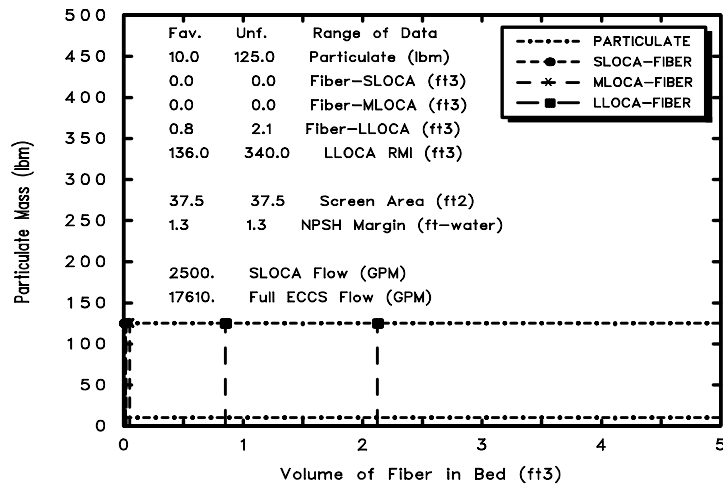 500
450
400
350
300
250
200
150
100
50
0
Particulate Mass (lbm)
Fav. Unf. Range of Data
10.0 125.0 Particulate (lbm)
0.0 0.0 Fiber-SLOCA (ft3)
0.0 0.0 Fiber-MLOCA (ft3)
0.8 2.1 Fiber-LLOCA (ft3)
136.0 340.0 LLOCA RMI (ft3)
37.5 37.5 Screen Area (ft2)
1.3 1.3 NPSH Margin (ft-water)
2500. SLOCA Flow (GPM)
17610. Full ECCS Flow (GPM)
PARTICULATE
SLOCA-FIBER
MLOCA-FIBER
LLOCA-FIBER
0 1 2 3 4 5
Volume of Fiber in Bed (ft3)